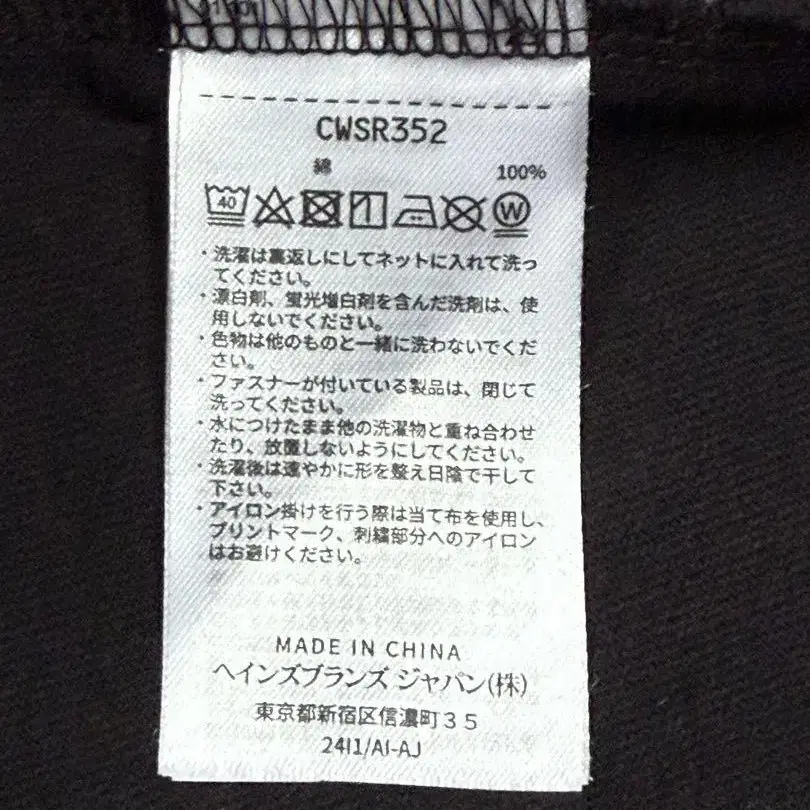 CWSR352
綿 100%
40
W
・洗濯は裏返しにしてネットに入れて洗っ
てください。
・漂白剤、蛍光増白剤を含んだ洗剤は、使
用しないでください。
・色物は他のものと一緒に洗わないでくだ
さい。
・ファスナーが付いている製品は、閉じて
洗ってください。
・水につけたまま他の洗濯物と重ね合わせ
たり、放置しないようにしてください。
・洗濯後は速やかに形を整え日陰で干して
下さい。
・アイロン掛けを行う際は当て布を使用し、
プリントマーク、刺繍部分へのアイロン
はお避けください。
MADE IN CHINA
ヘインズブランズ ジャパン(株)
東京都新宿区信濃町35
24I1/AI-AJ